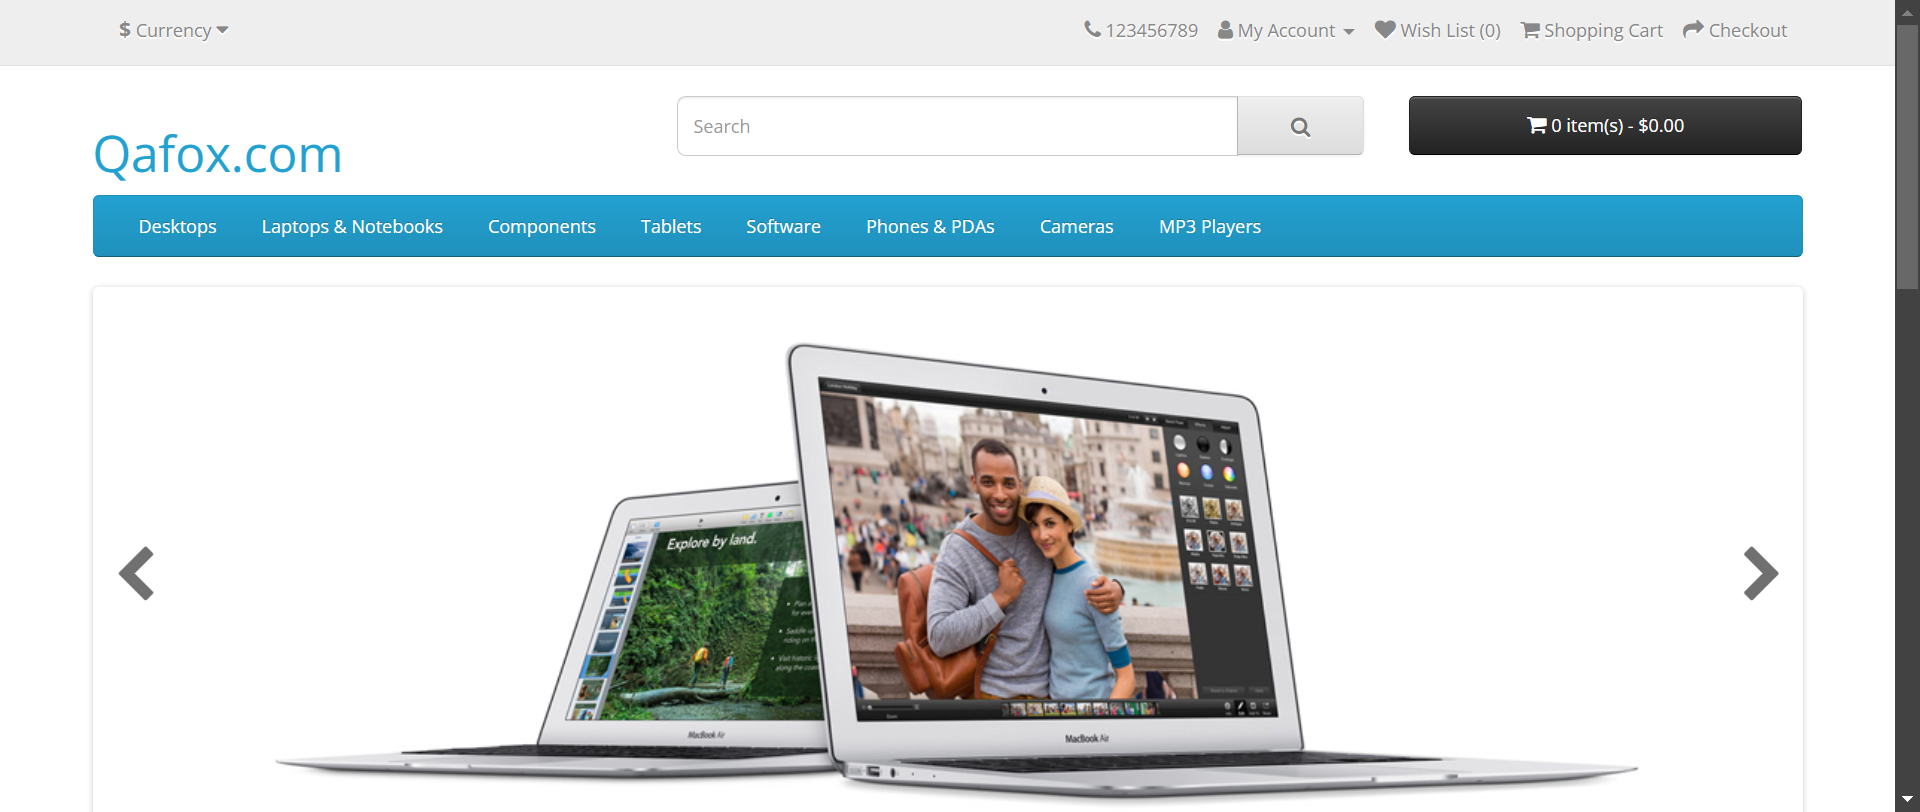 $ Currency
123456789 My Account Wish List (0) Shopping Cart Checkout
Qafox.com
Search
0 item(s) - $0.00
Desktops Laptops & Notebooks Components Tablets Software Phones & PDAs Cameras MP3 Players
Explore by land.
MacBook Air
MacBook Air